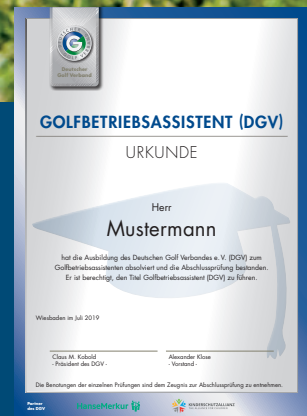 Deutscher
Golf Verband
GOLFBETRIEBSASSISTENT (DGV)
URKUNDE
Herr
Mustermann
hat die Ausbildung des Deutschen Golf Verbandes e. V. (DGV) zum
Golfbetriebsassistenten absolviert und die Abschlussprüfung bestanden.
Er ist berechtigt, den Titel Golfbetriebsassistent (DGV) zu führen.
Wiesbaden im Juli 2019
Claus M. Kobold
- Präsident des DGV -
Alexander Klose
- Vorstand -
Die Benotungen der einzelnen Prüfungen sind dem Zeugnis zur Abschlussprüfung zu entnehmen.
Partner
des DGV
HanseMerkur
KINDERSCHUTZALLIANZ